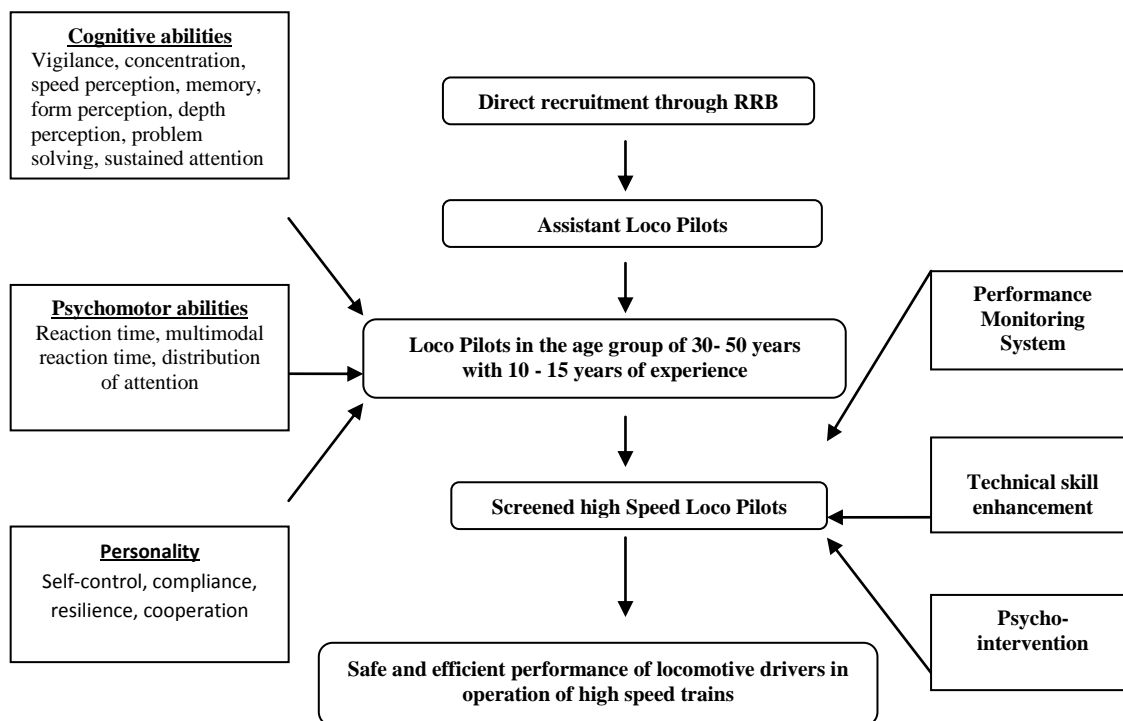 Cognitive abilities
Vigilance, concentration,
speed perception, memory,
form perception, depth
perception, problem
solving, sustained attention
Direct recruitment through RRB
Assistant Loco Pilots
Psychomotor abilities
Reaction time, multimodal
reaction time, distribution
of attention
Loco Pilots in the age group of 30- 50 years
with 10 - 15 years of experience
Performance
Monitoring
System
Screened high Speed Loco Pilots
Technical skill
enhancement
Personality
Self-control, compliance,
resilience, cooperation
Psycho-
intervention
Safe and efficient performance of locomotive drivers in
operation of high speed trains